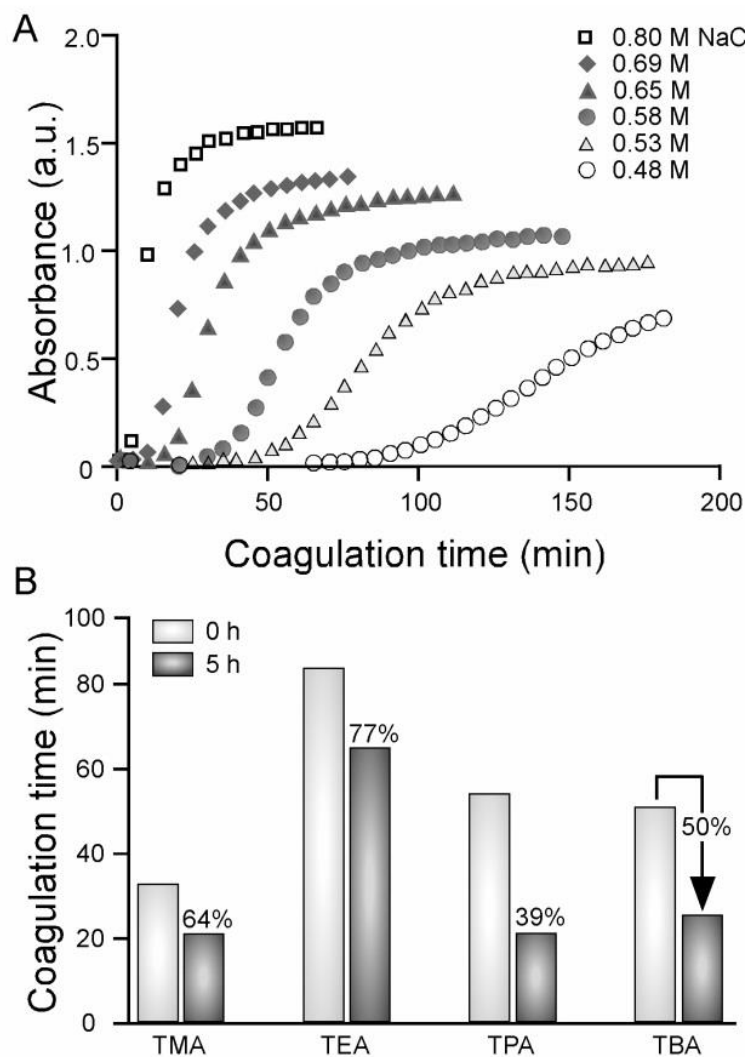 A
2.0
1.5
1.0
0.5
0
Absorbance (a.u.)
0.80 M NaC
0.69 M
0.65 M
0.58 M
0.53 M
0.48 M
0
50
100
150
200
Coagulation time (min)
B
100
80
60
40
20
0
Coagulation time (min)
0 h
5 h
64%
77%
39%
50%
TMA
TEA
TPA
TBA